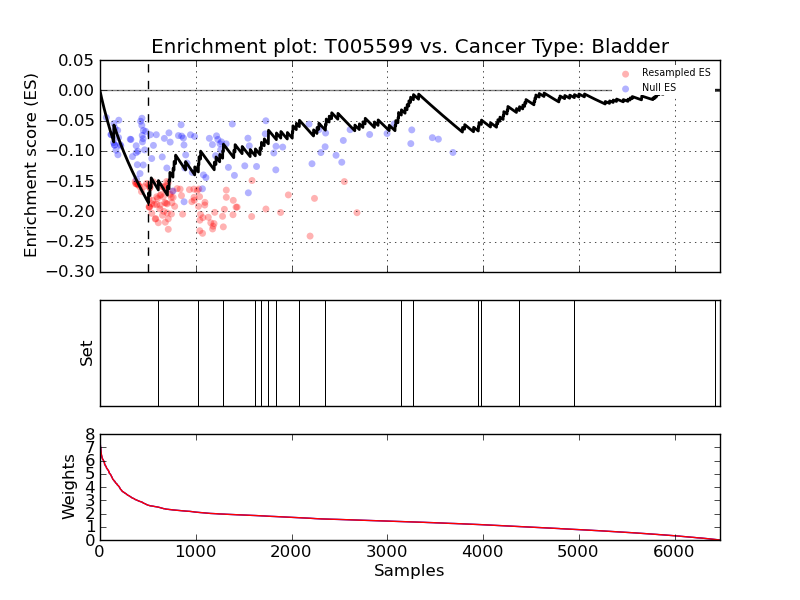 Enrichment plot: T005599 vs. Cancer Type: Bladder
Enrichment score (ES)
0.05
0.00
−0.05
−0.10
−0.15
−0.20
−0.25
−0.30
Resampled ES
Null ES
Set
Weights
8
7
6
5
4
3
2
1
0
0 1000 2000 3000 4000 5000 6000
Samples